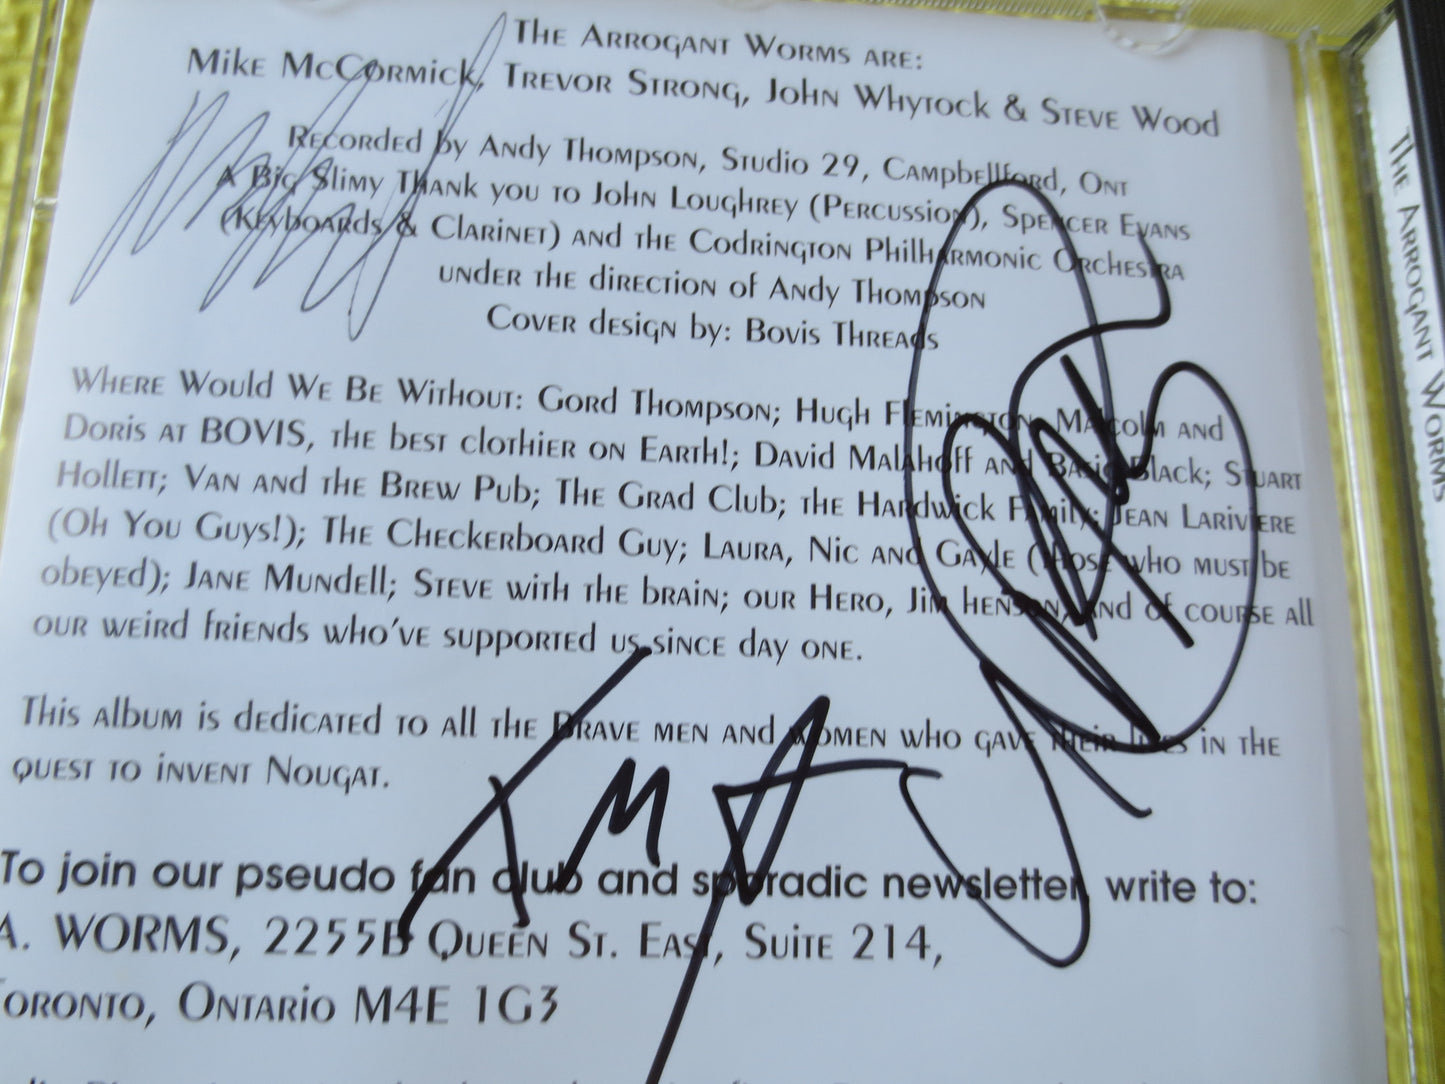 The Arrogant Worms are:
Mike McCormick, Trevor Strong, John Whytock & Steve Wood
Recorded by Andy Thompson, Studio 29, Campbellford, Ont
A Big Slimy Thank you to John Loughrey (Percussion), Spencer Evans
(Keyboards & Clarinet) and the Codrington Philharmonic Orchestra
under the direction of Andy Thompson
Cover design by: Bovis Threads
Where Would We Be Without: Gord Thompson; Hugh Flemington, Malcolm and
Doris at BOVIS, the best clothier on Earth!; David Malahoff and Basic Black; Stuart
Hollett; Van and the Brew Pub; The Grad Club; the Hardwick Family; Jean Lariviere
(Oh You Guys!); The Checkerboard Guy; Laura, Nic and Gayle (those who must be
obeyed); Jane Mundell; Steve with the brain; our Hero, Jim henson, and of course all
our weird friends who've supported us since day one.
This album is dedicated to all the Brave men and women who gave their lives in the
quest to invent Nougat.
To join our pseudo fan club and sporadic newsletter, write to:
A. WORMS, 2255B Queen St. East, Suite 214,
Toronto, Ontario M4E 1G3
The Arrogant Worms